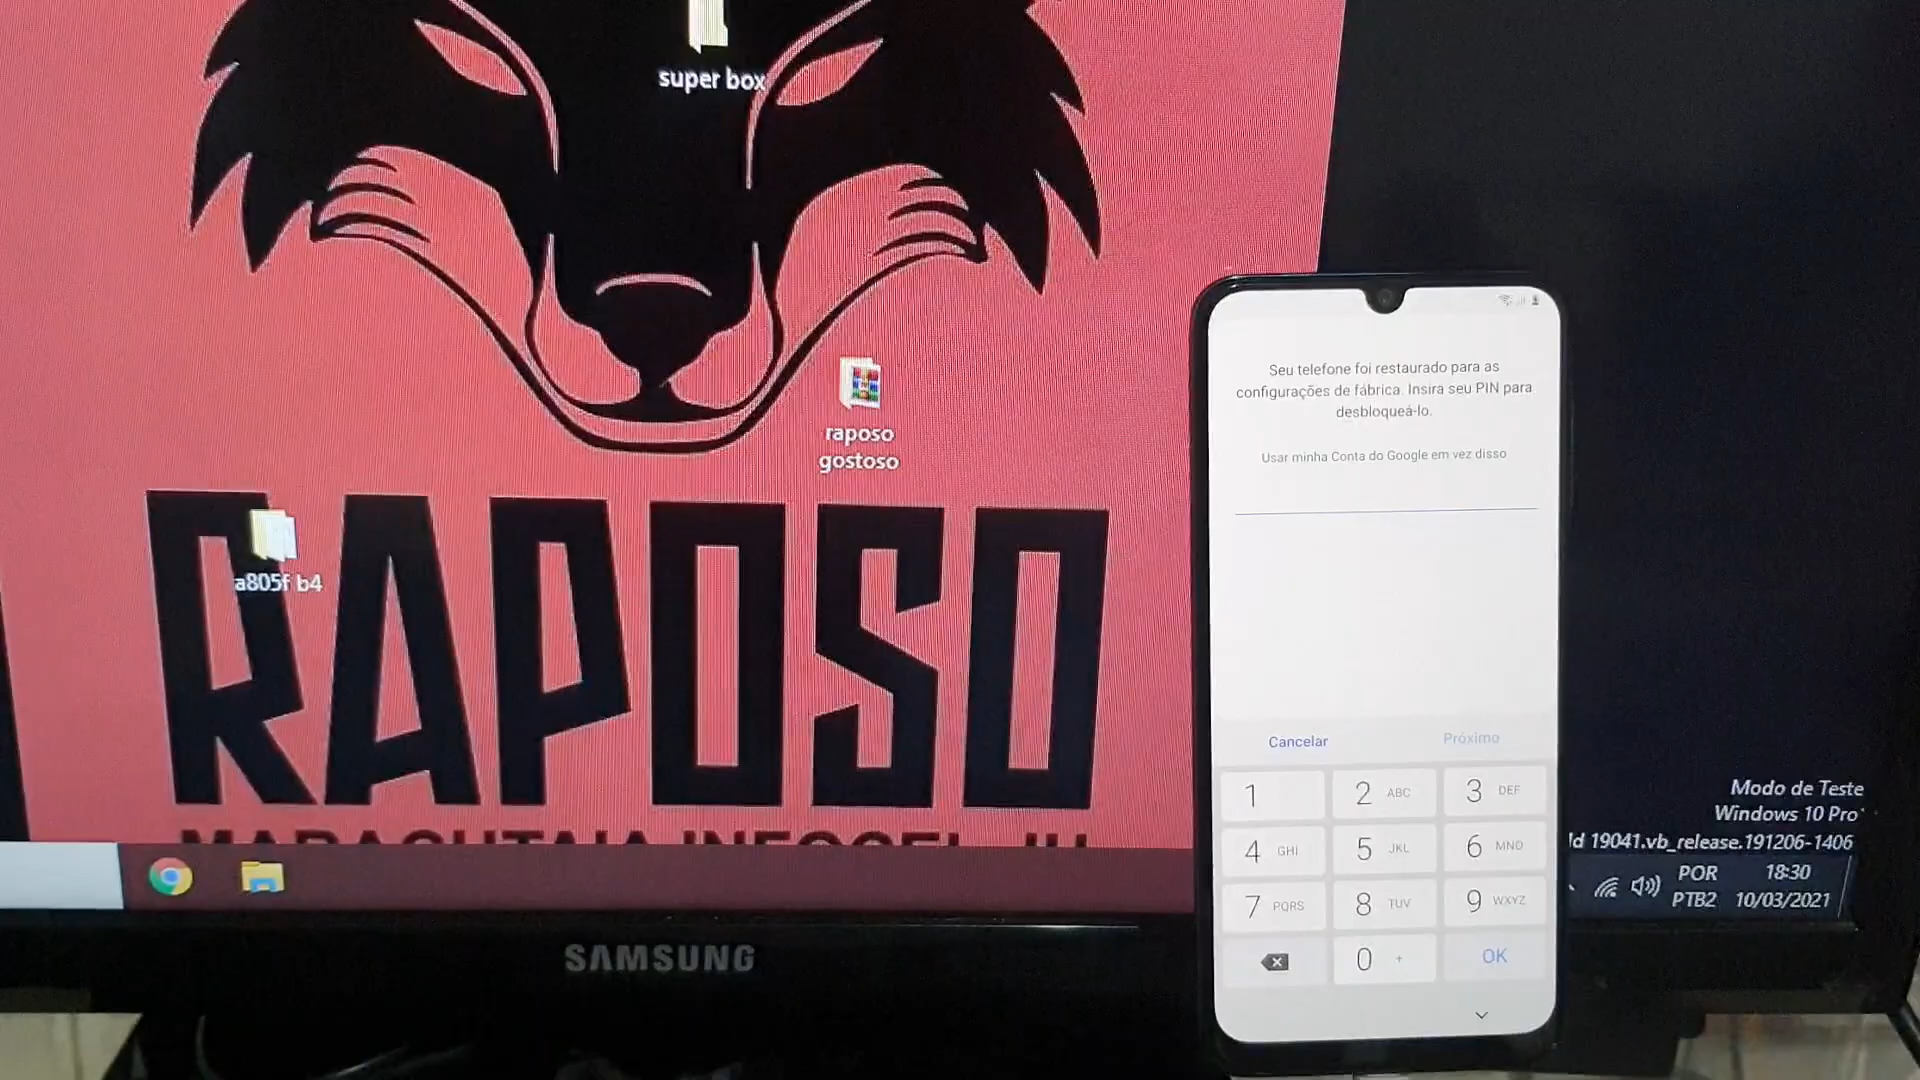 super box
raposo
gostoso
a805f b4
RAPOSO
SAMSUNG
Seu telefone foi restaurado para as
configurações de fábrica. Insira seu PIN para
desbloqueá-lo.
Usar minha Conta do Google em vez disso
Cancelar
Próximo
1
2 ABC
3 DEF
4 GHI
5 JKL
6 MNO
7 PQRS
8 TUV
9 WXYZ
0 +
OK
Modo de Teste
Windows 10 Pro
ld 19041.vb_release.191206-1406
POR
PTB2
18:30
10/03/2021